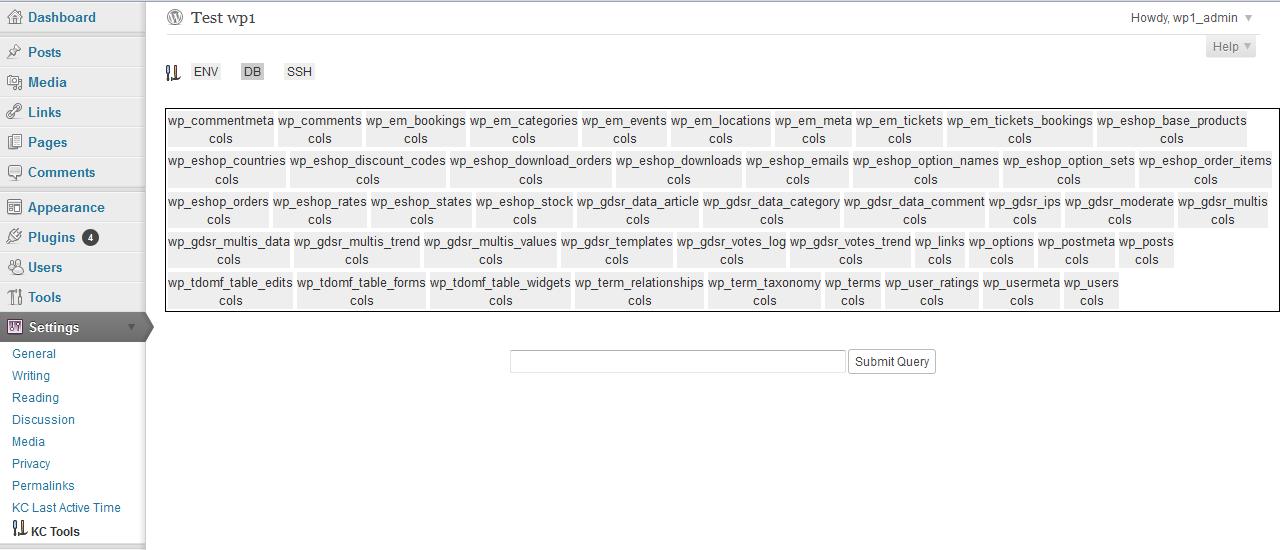 Dashboard
Posts
Media
Links
Pages
Comments
Appearance
Plugins 4
Users
Tools
Settings
General
Writing
Reading
Discussion
Media
Privacy
Permalinks
KC Last Active Time
KC Tools
Test wp1
Howdy, wp1_admin
Help
ENV DB SSH
wp_commentmeta wp_comments wp_em_bookings wp_em_categories wp_em_events wp_em_locations wp_em_meta wp_em_tickets wp_em_tickets_bookings wp_eshop_base_products
cols cols cols cols cols cols cols cols cols cols
wp_eshop_countries wp_eshop_discount_codes wp_eshop_download_orders wp_eshop_downloads wp_eshop_emails wp_eshop_option_names wp_eshop_option_sets wp_eshop_order_items
cols cols cols cols cols cols cols cols
wp_eshop_orders wp_eshop_rates wp_eshop_states wp_eshop_stock wp_gdsr_data_article wp_gdsr_data_category wp_gdsr_data_comment wp_gdsr_ips wp_gdsr_moderate wp_gdsr_multis
cols cols cols cols cols cols cols cols cols cols
wp_gdsr_multis_data wp_gdsr_multis_trend wp_gdsr_multis_values wp_gdsr_templates wp_gdsr_votes_log wp_gdsr_votes_trend wp_links wp_options wp_postmeta wp_posts
cols cols cols cols cols cols cols cols cols cols
wp_tdomf_table_edits wp_tdomf_table_forms wp_tdomf_table_widgets wp_term_relationships wp_term_taxonomy wp_terms wp_user_ratings wp_usermeta wp_users
cols cols cols cols cols cols cols cols cols
Submit Query